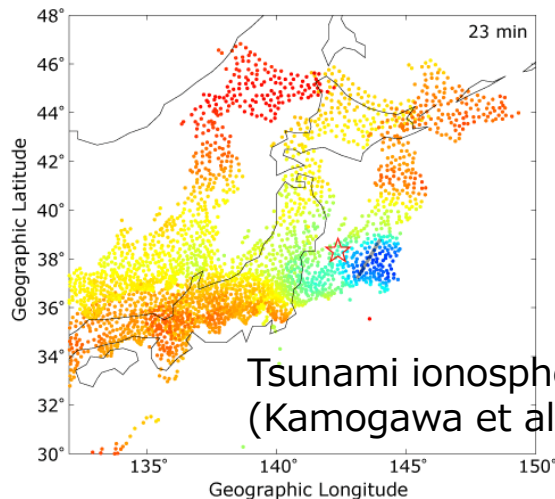 23 min
48°
46°
44°
42°
40°
38°
36°
34°
32°
30°
Geographic Latitude
Tsunami ionosphe
(Kamogawa et al
135°
140°
145°
150°
Geographic Longitude